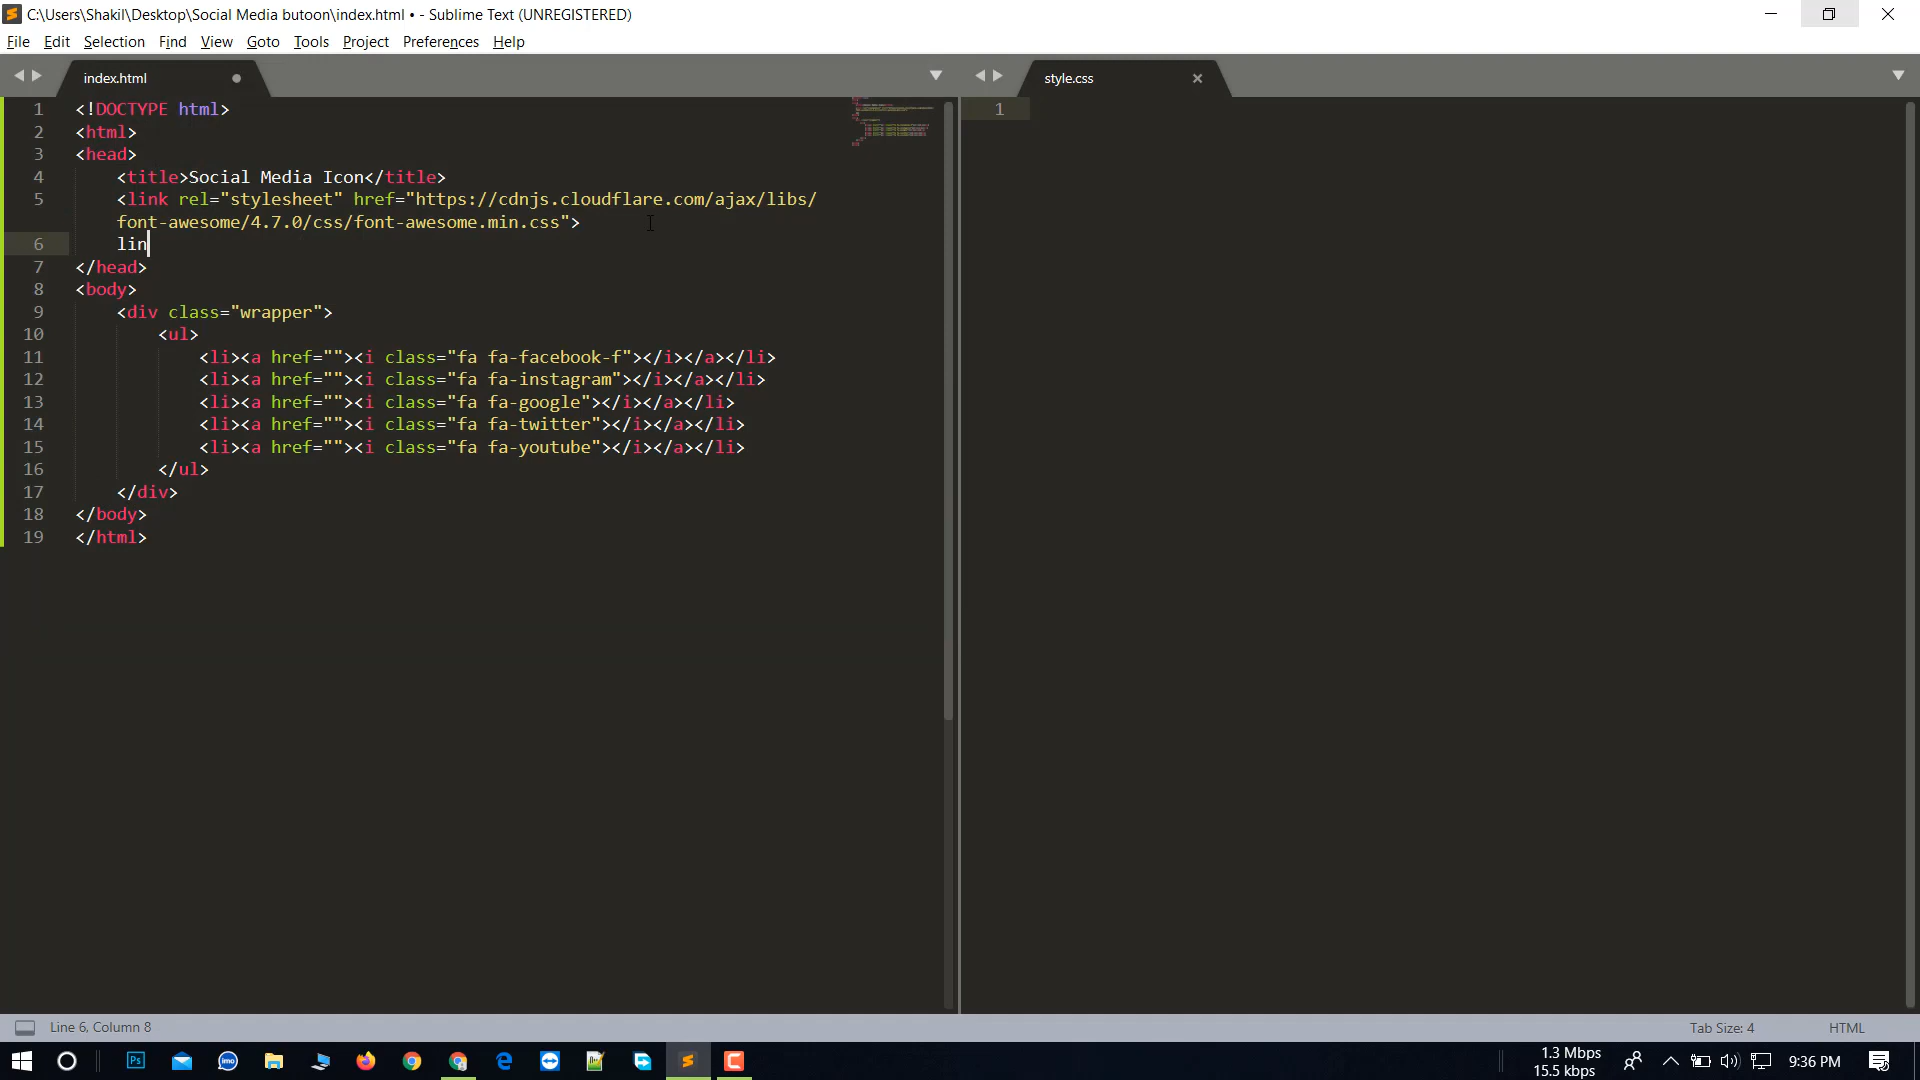 C:\Users\Shakil\Desktop\Social Media butoon\index.html • - Sublime Text (UNREGISTERED)
File Edit Selection Find View Goto Tools Project Preferences Help
index.html
style.css
1 <!DOCTYPE html>
2 <html>
3 <head>
4 <title>Social Media Icon</title>
5 <link rel="stylesheet" href="https://cdnjs.cloudflare.com/ajax/libs/
font-awesome/4.7.0/css/font-awesome.min.css">
6 lin
7 </head>
8 <body>
9 <div class="wrapper">
10 <ul>
11 <li><a href=""><i class="fa fa-facebook-f"></i></a></li>
12 <li><a href=""><i class="fa fa-instagram"></i></a></li>
13 <li><a href=""><i class="fa fa-google"></i></a></li>
14 <li><a href=""><i class="fa fa-twitter"></i></a></li>
15 <li><a href=""><i class="fa fa-youtube"></i></a></li>
16 </ul>
17 </div>
18 </body>
19 </html>
1
Line 6, Column 8
Tab Size: 4
HTML
Ps
imo
1.3 Mbps
15.5 kbps
9:36 PM